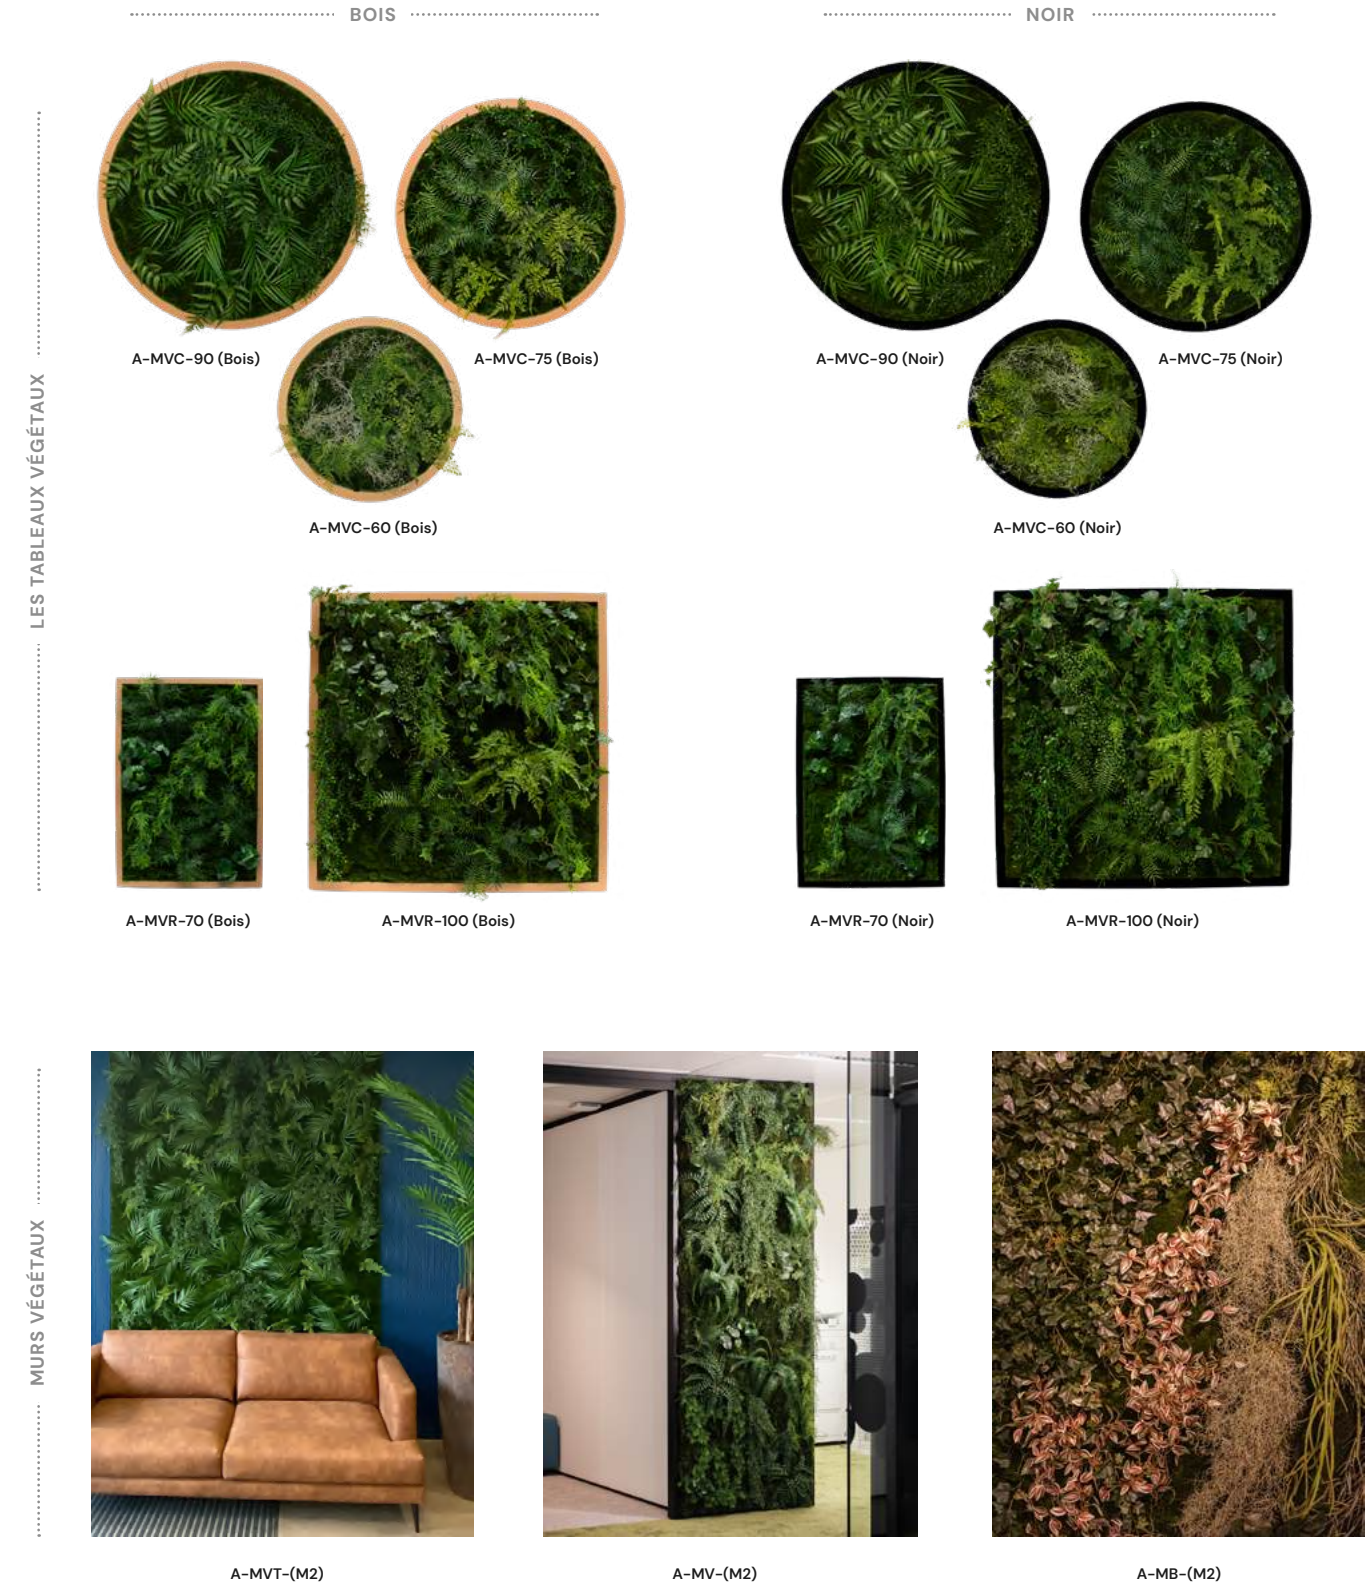 BOIS
NOIR
LES TABLEAUX VÉGÉTAUX
A-MVC-90 (Bois)
A-MVC-75 (Bois)
A-MVC-90 (Noir)
A-MVC-75 (Noir)
A-MVC-60 (Bois)
A-MVC-60 (Noir)
A-MVR-70 (Bois)
A-MVR-100 (Bois)
A-MVR-70 (Noir)
A-MVR-100 (Noir)
MURS VÉGÉTAUX
A-MVT-(M2)
A-MV-(M2)
A-MB-(M2)